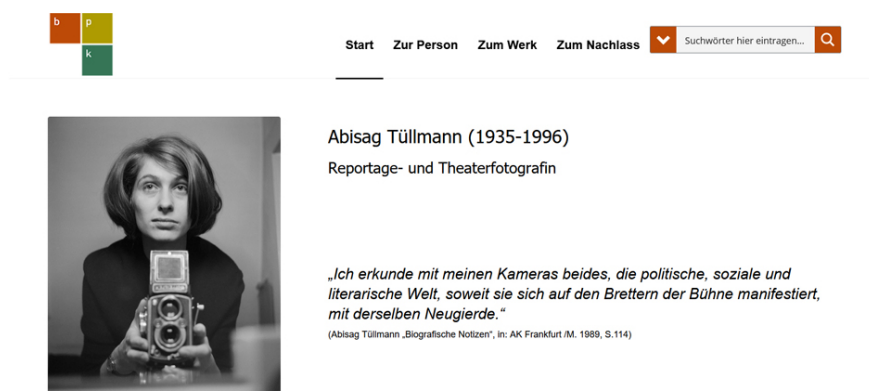 b p
k
Start Zur Person Zum Werk Zum Nachlass Suchwörter hier eintragen...
Abisag Tüllmann (1935-1996)
Reportage- und Theaterfotografin
„Ich erkunde mit meinen Kameras beides, die politische, soziale und
literarische Welt, soweit sie sich auf den Brettern der Bühne manifestiert,
mit derselben Neugierde.“
(Abisag Tüllmann „Biografische Notizen“, in: AK Frankfurt /M. 1989, S.114)